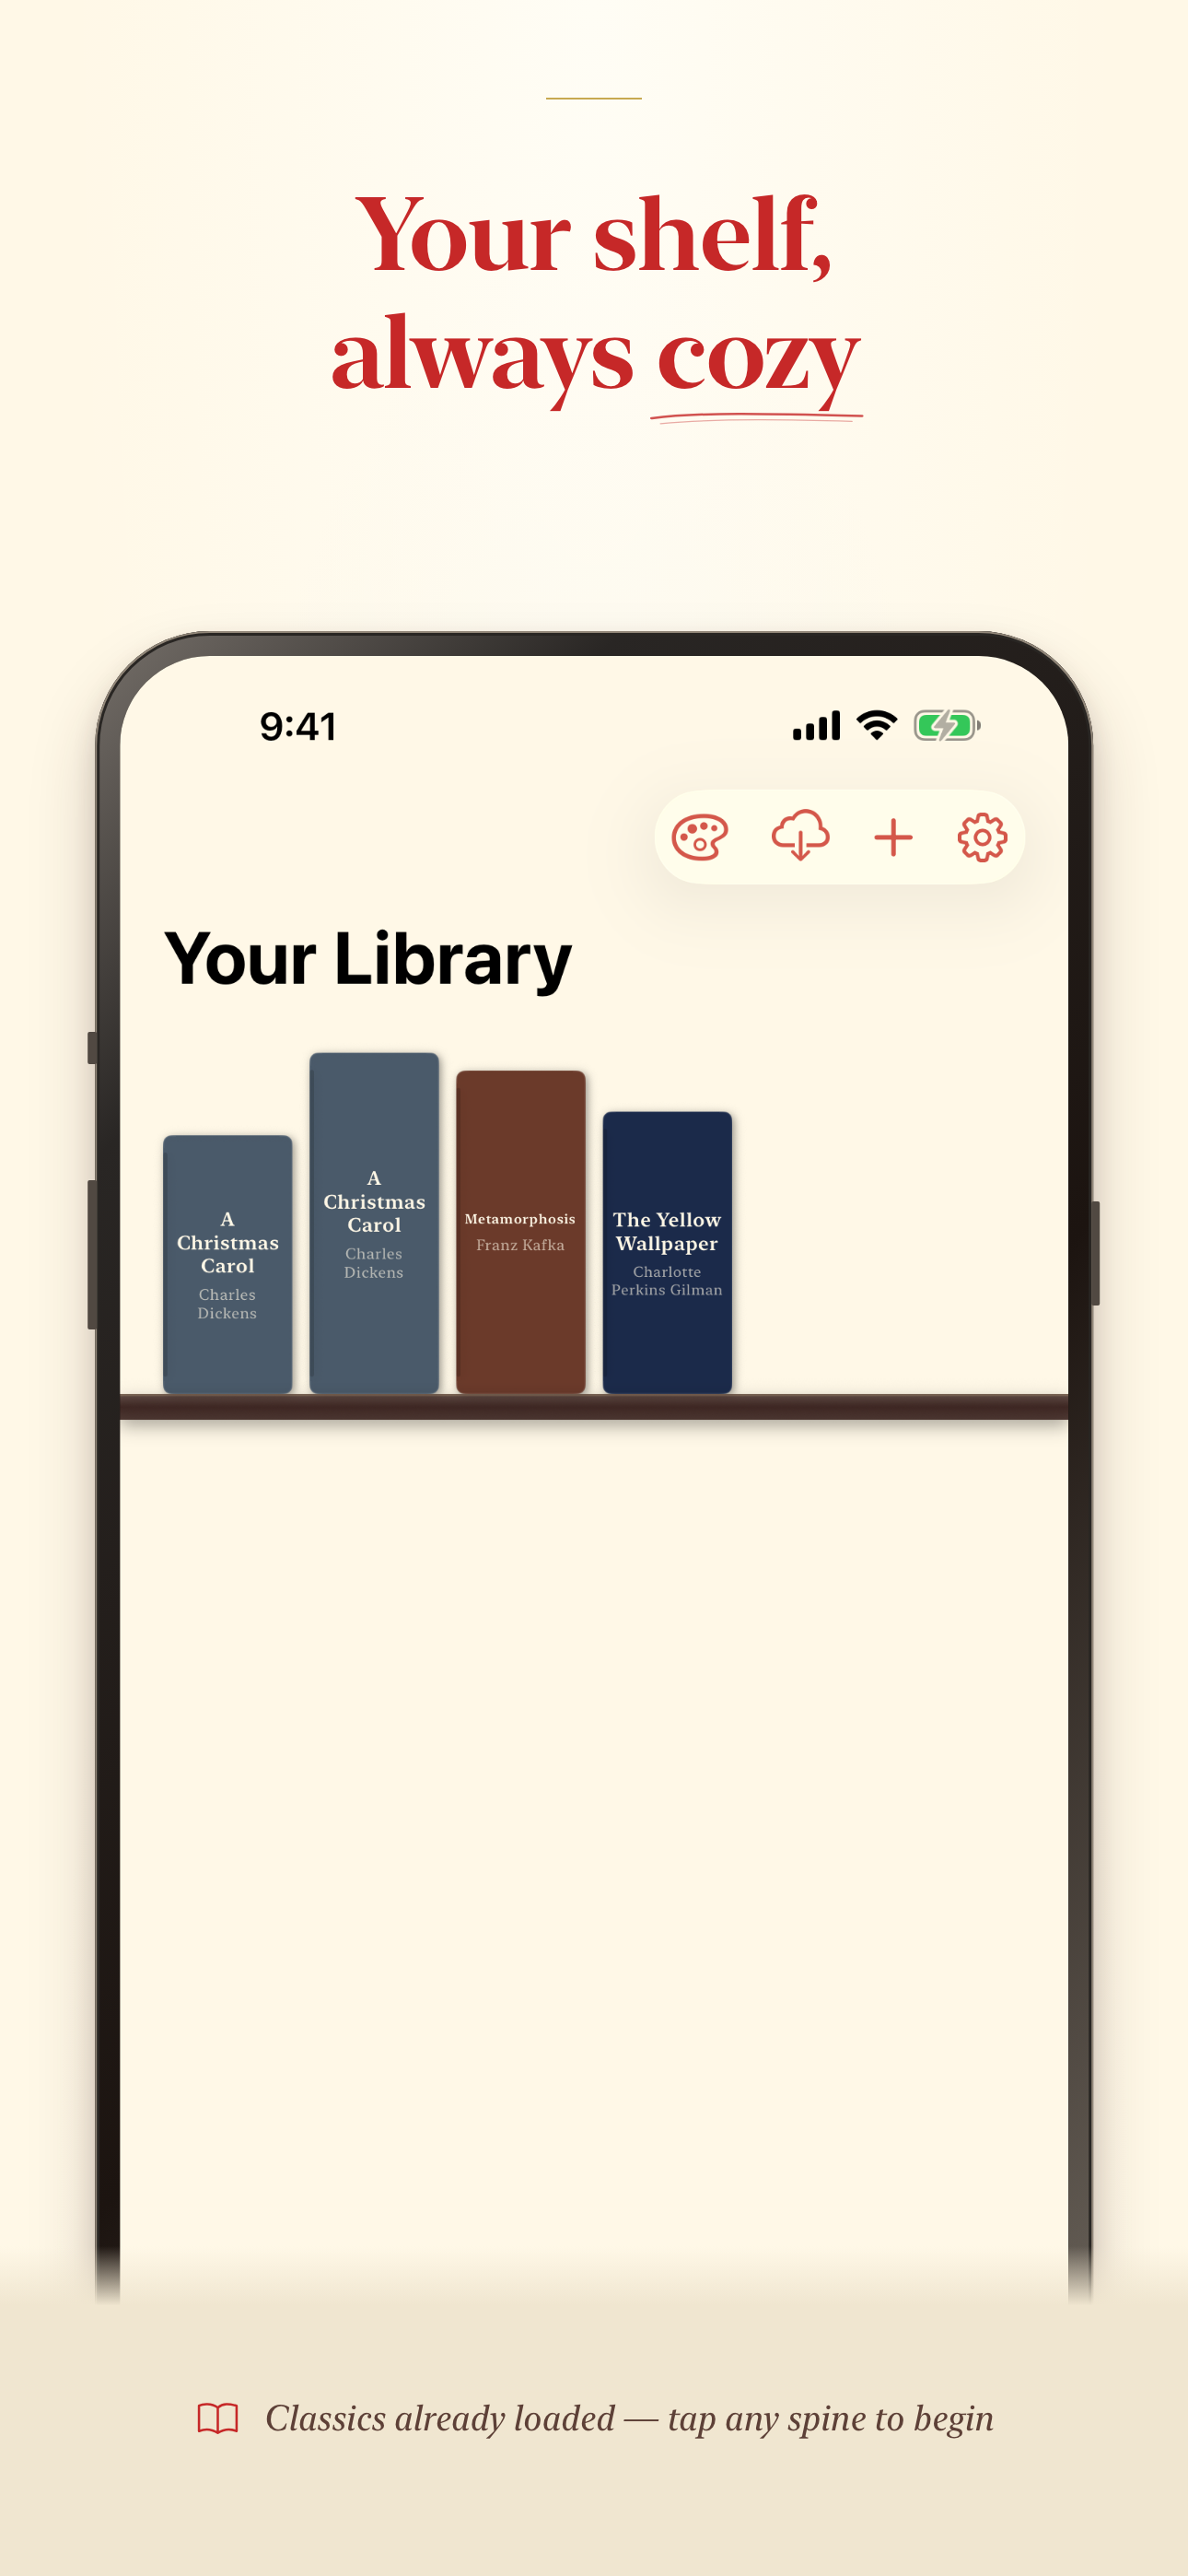 Your shelf,
always cozy
9:41
Your Library
A
Christmas
Carol
Charles
Dickens
A
Christmas
Carol
Charles
Dickens
Metamorphosis
Franz Kafka
The Yellow
Wallpaper
Charlotte
Perkins Gilman
Classics already loaded — tap any spine to begin